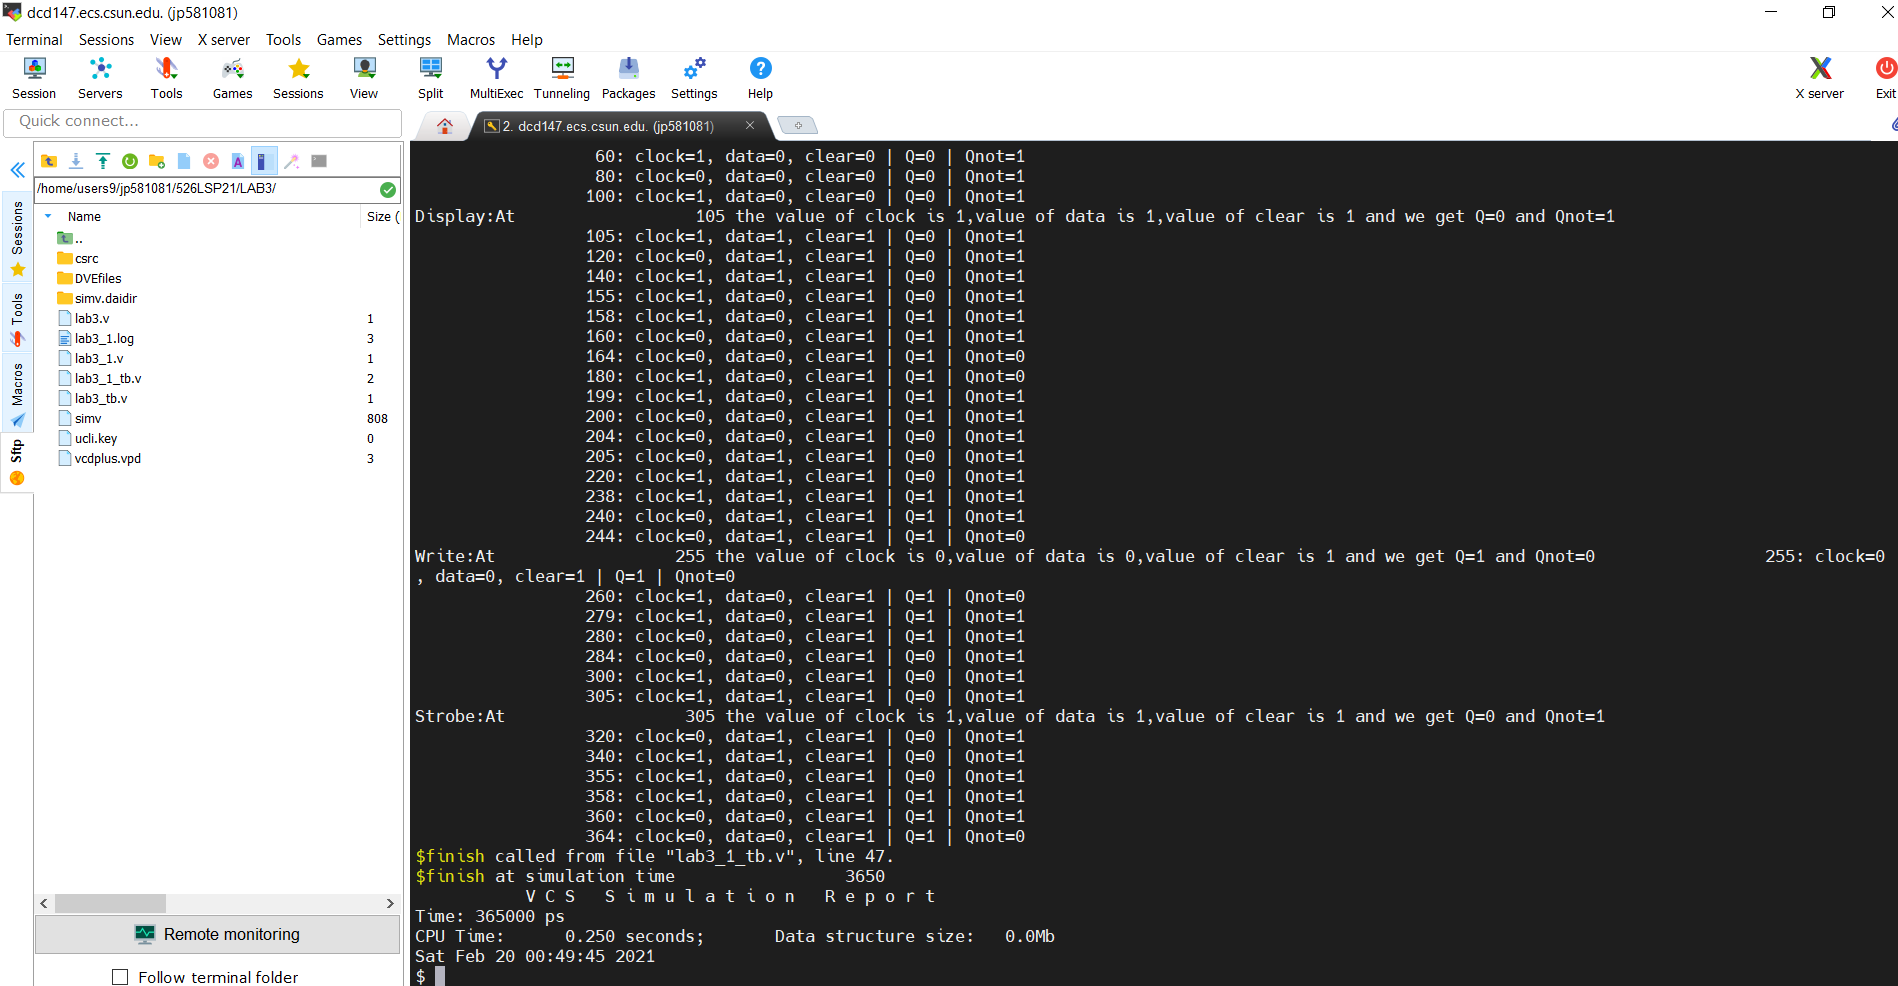 dcd147.ecs.csun.edu. (jp581081)
Terminal Sessions View X server Tools Games Settings Macros Help
Session Servers Tools Games Sessions View Split MultiExec Tunneling Packages Settings Help X server Exit
Quick connect...
2. dcd147.ecs.csun.edu. (jp581081)
/home/users9/jp581081/526LSP21/LAB3/
Name Size (
..
csrc
DVEfiles
simv.daidir
lab3.v 1
lab3_1.log 3
lab3_1.v 1
lab3_1_tb.v 2
lab3_tb.v 1
simv 808
ucli.key 0
vcdplus.vpd 3
Sessions
Tools
Macros
Sftp
Remote monitoring
Follow terminal folder
60: clock=1, data=0, clear=0 | Q=0 | Qnot=1
80: clock=0, data=0, clear=0 | Q=0 | Qnot=1
100: clock=1, data=0, clear=0 | Q=0 | Qnot=1
Display:At 105 the value of clock is 1,value of data is 1,value of clear is 1 and we get Q=0 and Qnot=1
105: clock=1, data=1, clear=1 | Q=0 | Qnot=1
120: clock=0, data=1, clear=1 | Q=0 | Qnot=1
140: clock=1, data=1, clear=1 | Q=0 | Qnot=1
155: clock=1, data=0, clear=1 | Q=0 | Qnot=1
158: clock=1, data=0, clear=1 | Q=1 | Qnot=1
160: clock=0, data=0, clear=1 | Q=1 | Qnot=1
164: clock=0, data=0, clear=1 | Q=1 | Qnot=0
180: clock=1, data=0, clear=1 | Q=1 | Qnot=0
199: clock=1, data=0, clear=1 | Q=1 | Qnot=1
200: clock=0, data=0, clear=1 | Q=1 | Qnot=1
204: clock=0, data=0, clear=1 | Q=0 | Qnot=1
205: clock=0, data=1, clear=1 | Q=0 | Qnot=1
220: clock=1, data=1, clear=1 | Q=0 | Qnot=1
238: clock=1, data=1, clear=1 | Q=1 | Qnot=1
240: clock=0, data=1, clear=1 | Q=1 | Qnot=1
244: clock=0, data=1, clear=1 | Q=1 | Qnot=0
Write:At 255 the value of clock is 0,value of data is 0,value of clear is 1 and we get Q=1 and Qnot=0 255: clock=0
, data=0, clear=1 | Q=1 | Qnot=0
260: clock=1, data=0, clear=1 | Q=1 | Qnot=0
279: clock=1, data=0, clear=1 | Q=1 | Qnot=1
280: clock=0, data=0, clear=1 | Q=1 | Qnot=1
284: clock=0, data=0, clear=1 | Q=0 | Qnot=1
300: clock=1, data=0, clear=1 | Q=0 | Qnot=1
305: clock=1, data=1, clear=1 | Q=0 | Qnot=1
Strobe:At 305 the value of clock is 1,value of data is 1,value of clear is 1 and we get Q=0 and Qnot=1
320: clock=0, data=1, clear=1 | Q=0 | Qnot=1
340: clock=1, data=1, clear=1 | Q=0 | Qnot=1
355: clock=1, data=0, clear=1 | Q=0 | Qnot=1
358: clock=1, data=0, clear=1 | Q=1 | Qnot=1
360: clock=0, data=0, clear=1 | Q=1 | Qnot=1
364: clock=0, data=0, clear=1 | Q=1 | Qnot=0
$finish called from file "lab3_1_tb.v", line 47.
$finish at simulation time 3650
V C S S i m u l a t i o n R e p o r t
Time: 365000 ps
CPU Time: 0.250 seconds; Data structure size: 0.0Mb
Sat Feb 20 00:49:45 2021
$